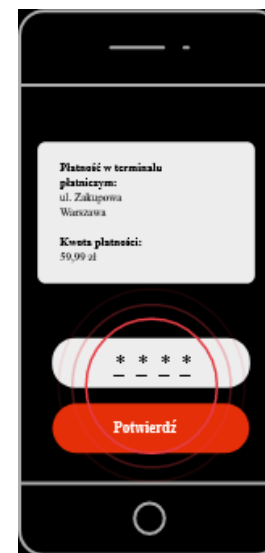 Płatność w terminalu
płatniczym:
ul. Zakupowa
Warszawa
Kwota płatności:
59,99 zł
* * * *
Potwierdź